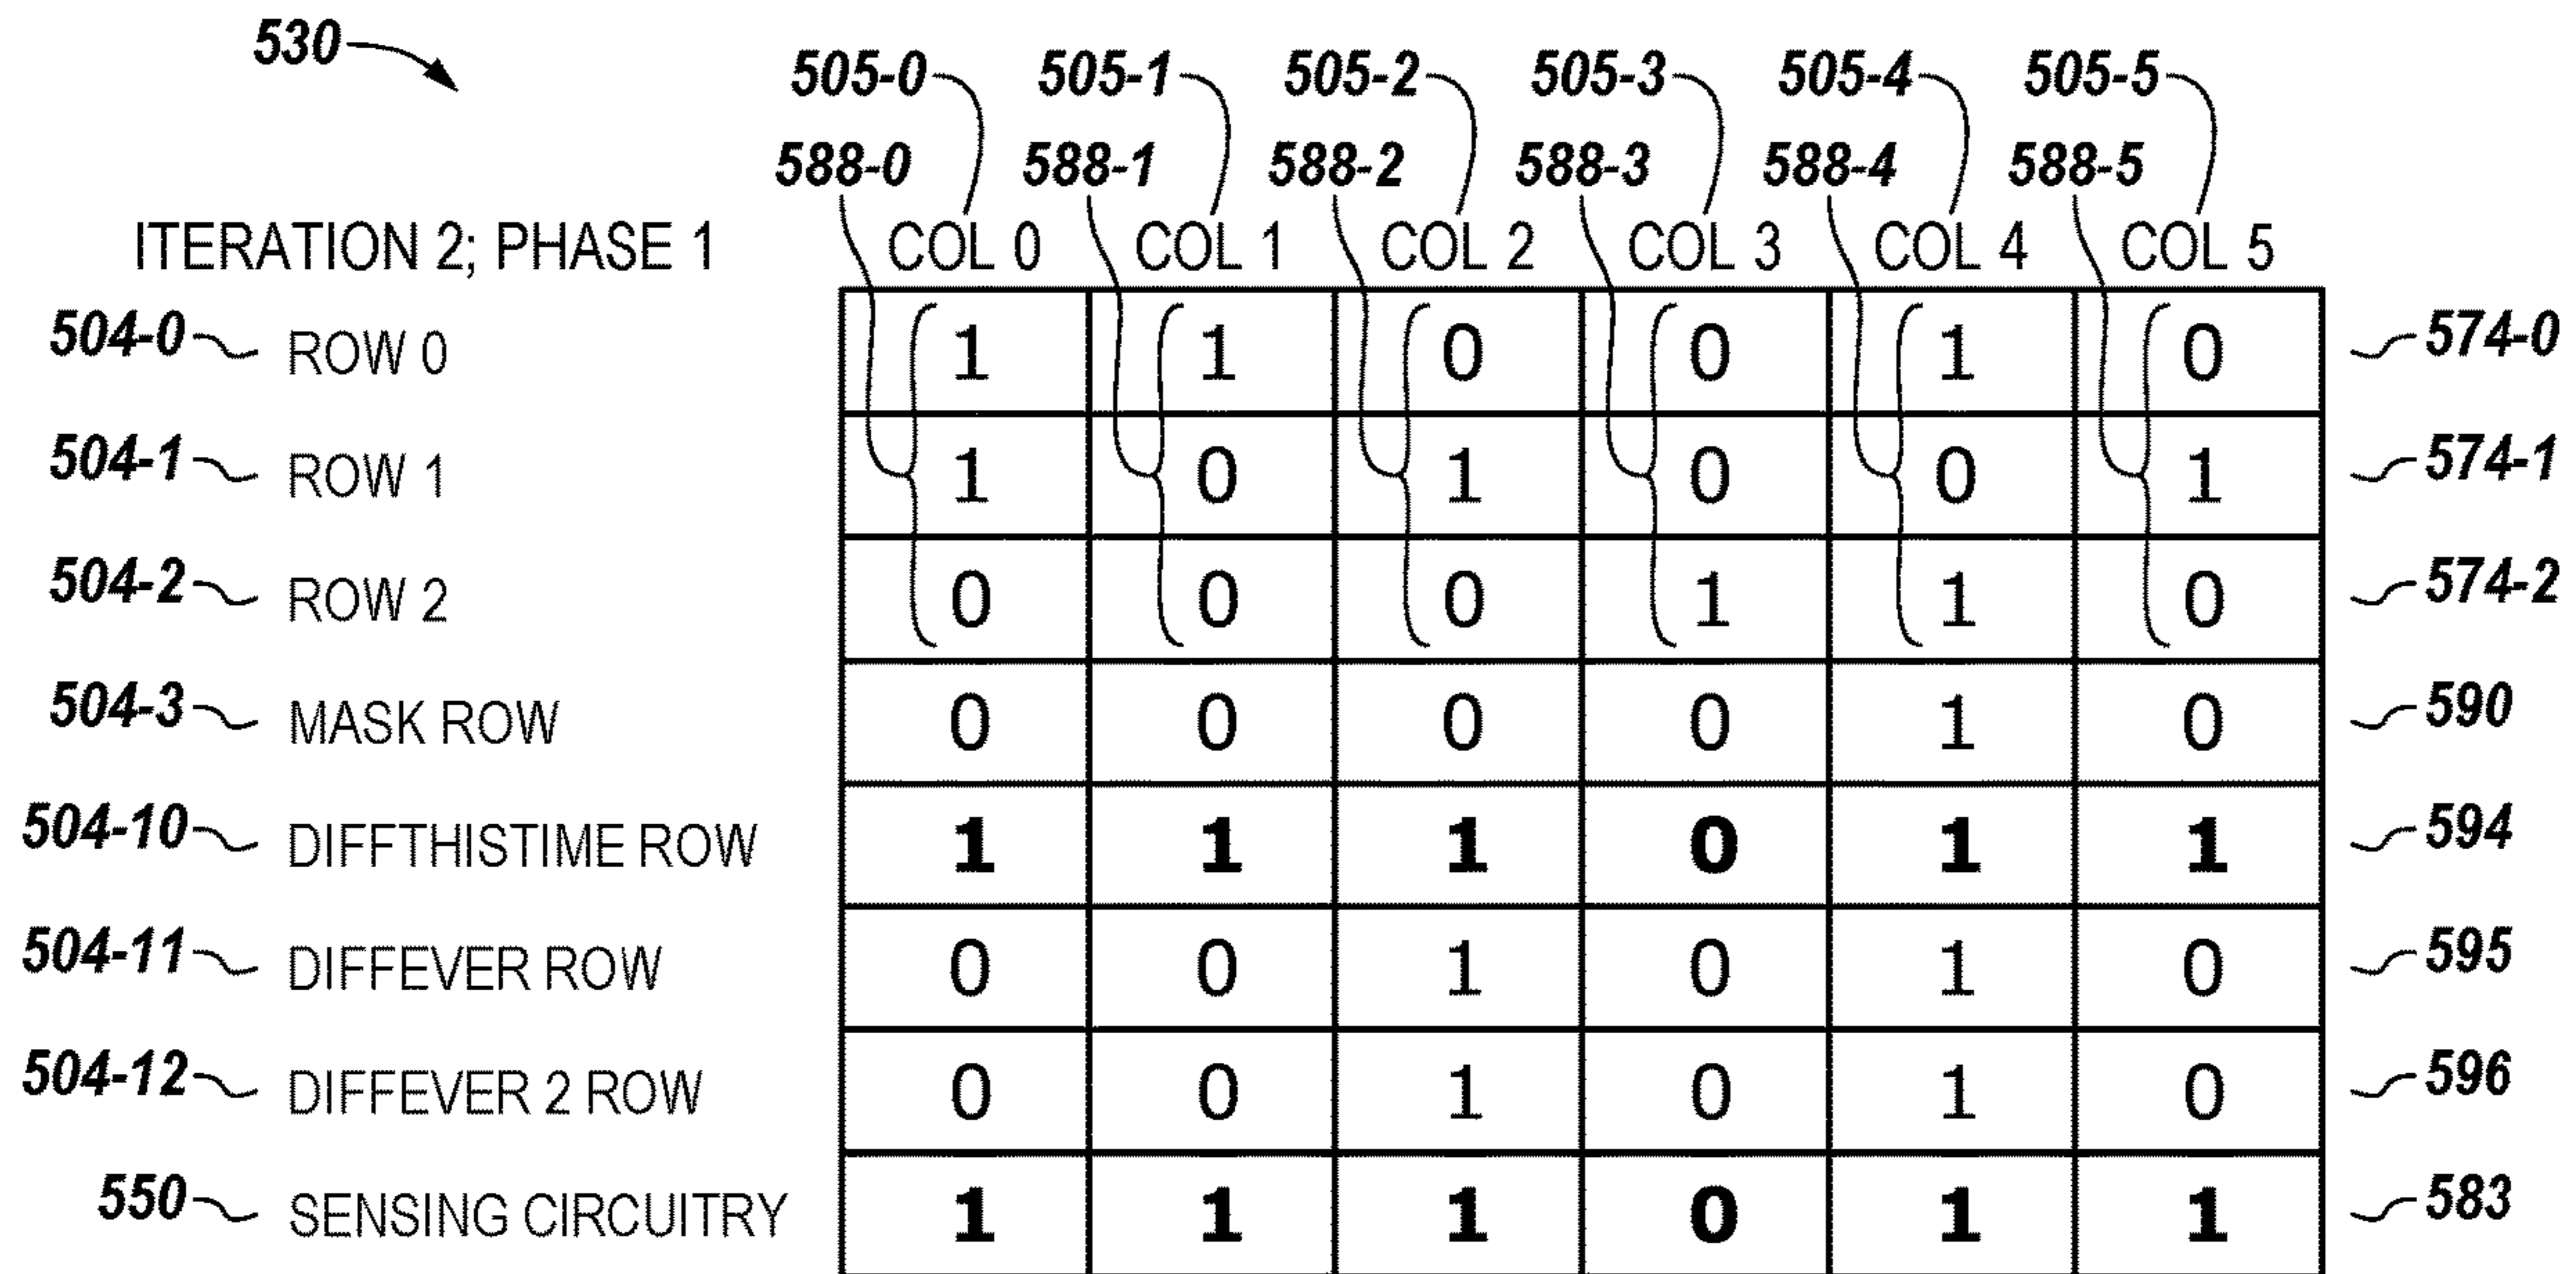 530
505-0 505-1 505-2 505-3 505-4 505-5
588-0 588-1 588-2 588-3 588-4 588-5
ITERATION 2; PHASE 1 COL 0 COL 1 COL 2 COL 3 COL 4 COL 5
504-0 ROW 0 1 1 0 0 1 0 574-0
504-1 ROW 1 1 0 1 0 0 1 574-1
504-2 ROW 2 0 0 0 1 1 0 574-2
504-3 MASK ROW 0 0 0 0 1 0 590
504-10 DIFFTHISTIME ROW 1 1 1 0 1 1 594
504-11 DIFFEVER ROW 0 0 1 0 1 0 595
504-12 DIFFEVER 2 ROW 0 0 1 0 1 0 596
550 SENSING CIRCUITRY 1 1 1 0 1 1 583